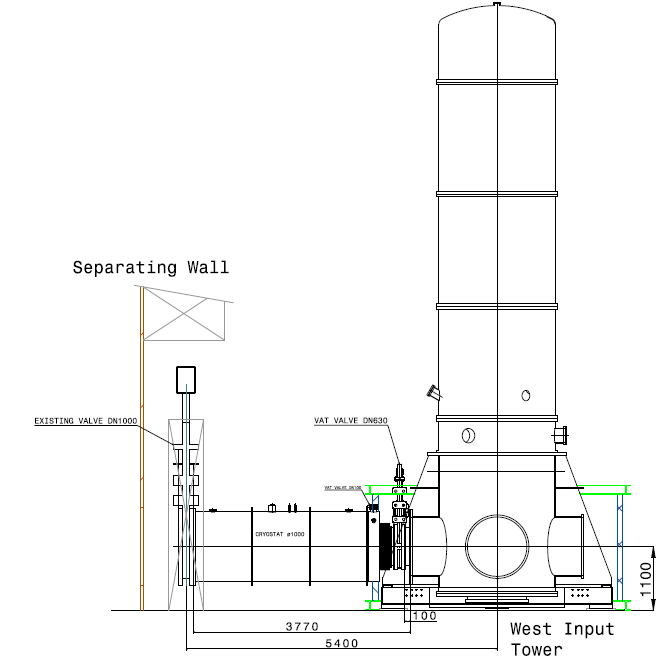 Separating Wall
EXISTING VALVE DN1000
VAT VALVE DN630
VAT VALVE DN100
CRYOSTAT ø1000
1100
100
3770
5400
West Input
Tower